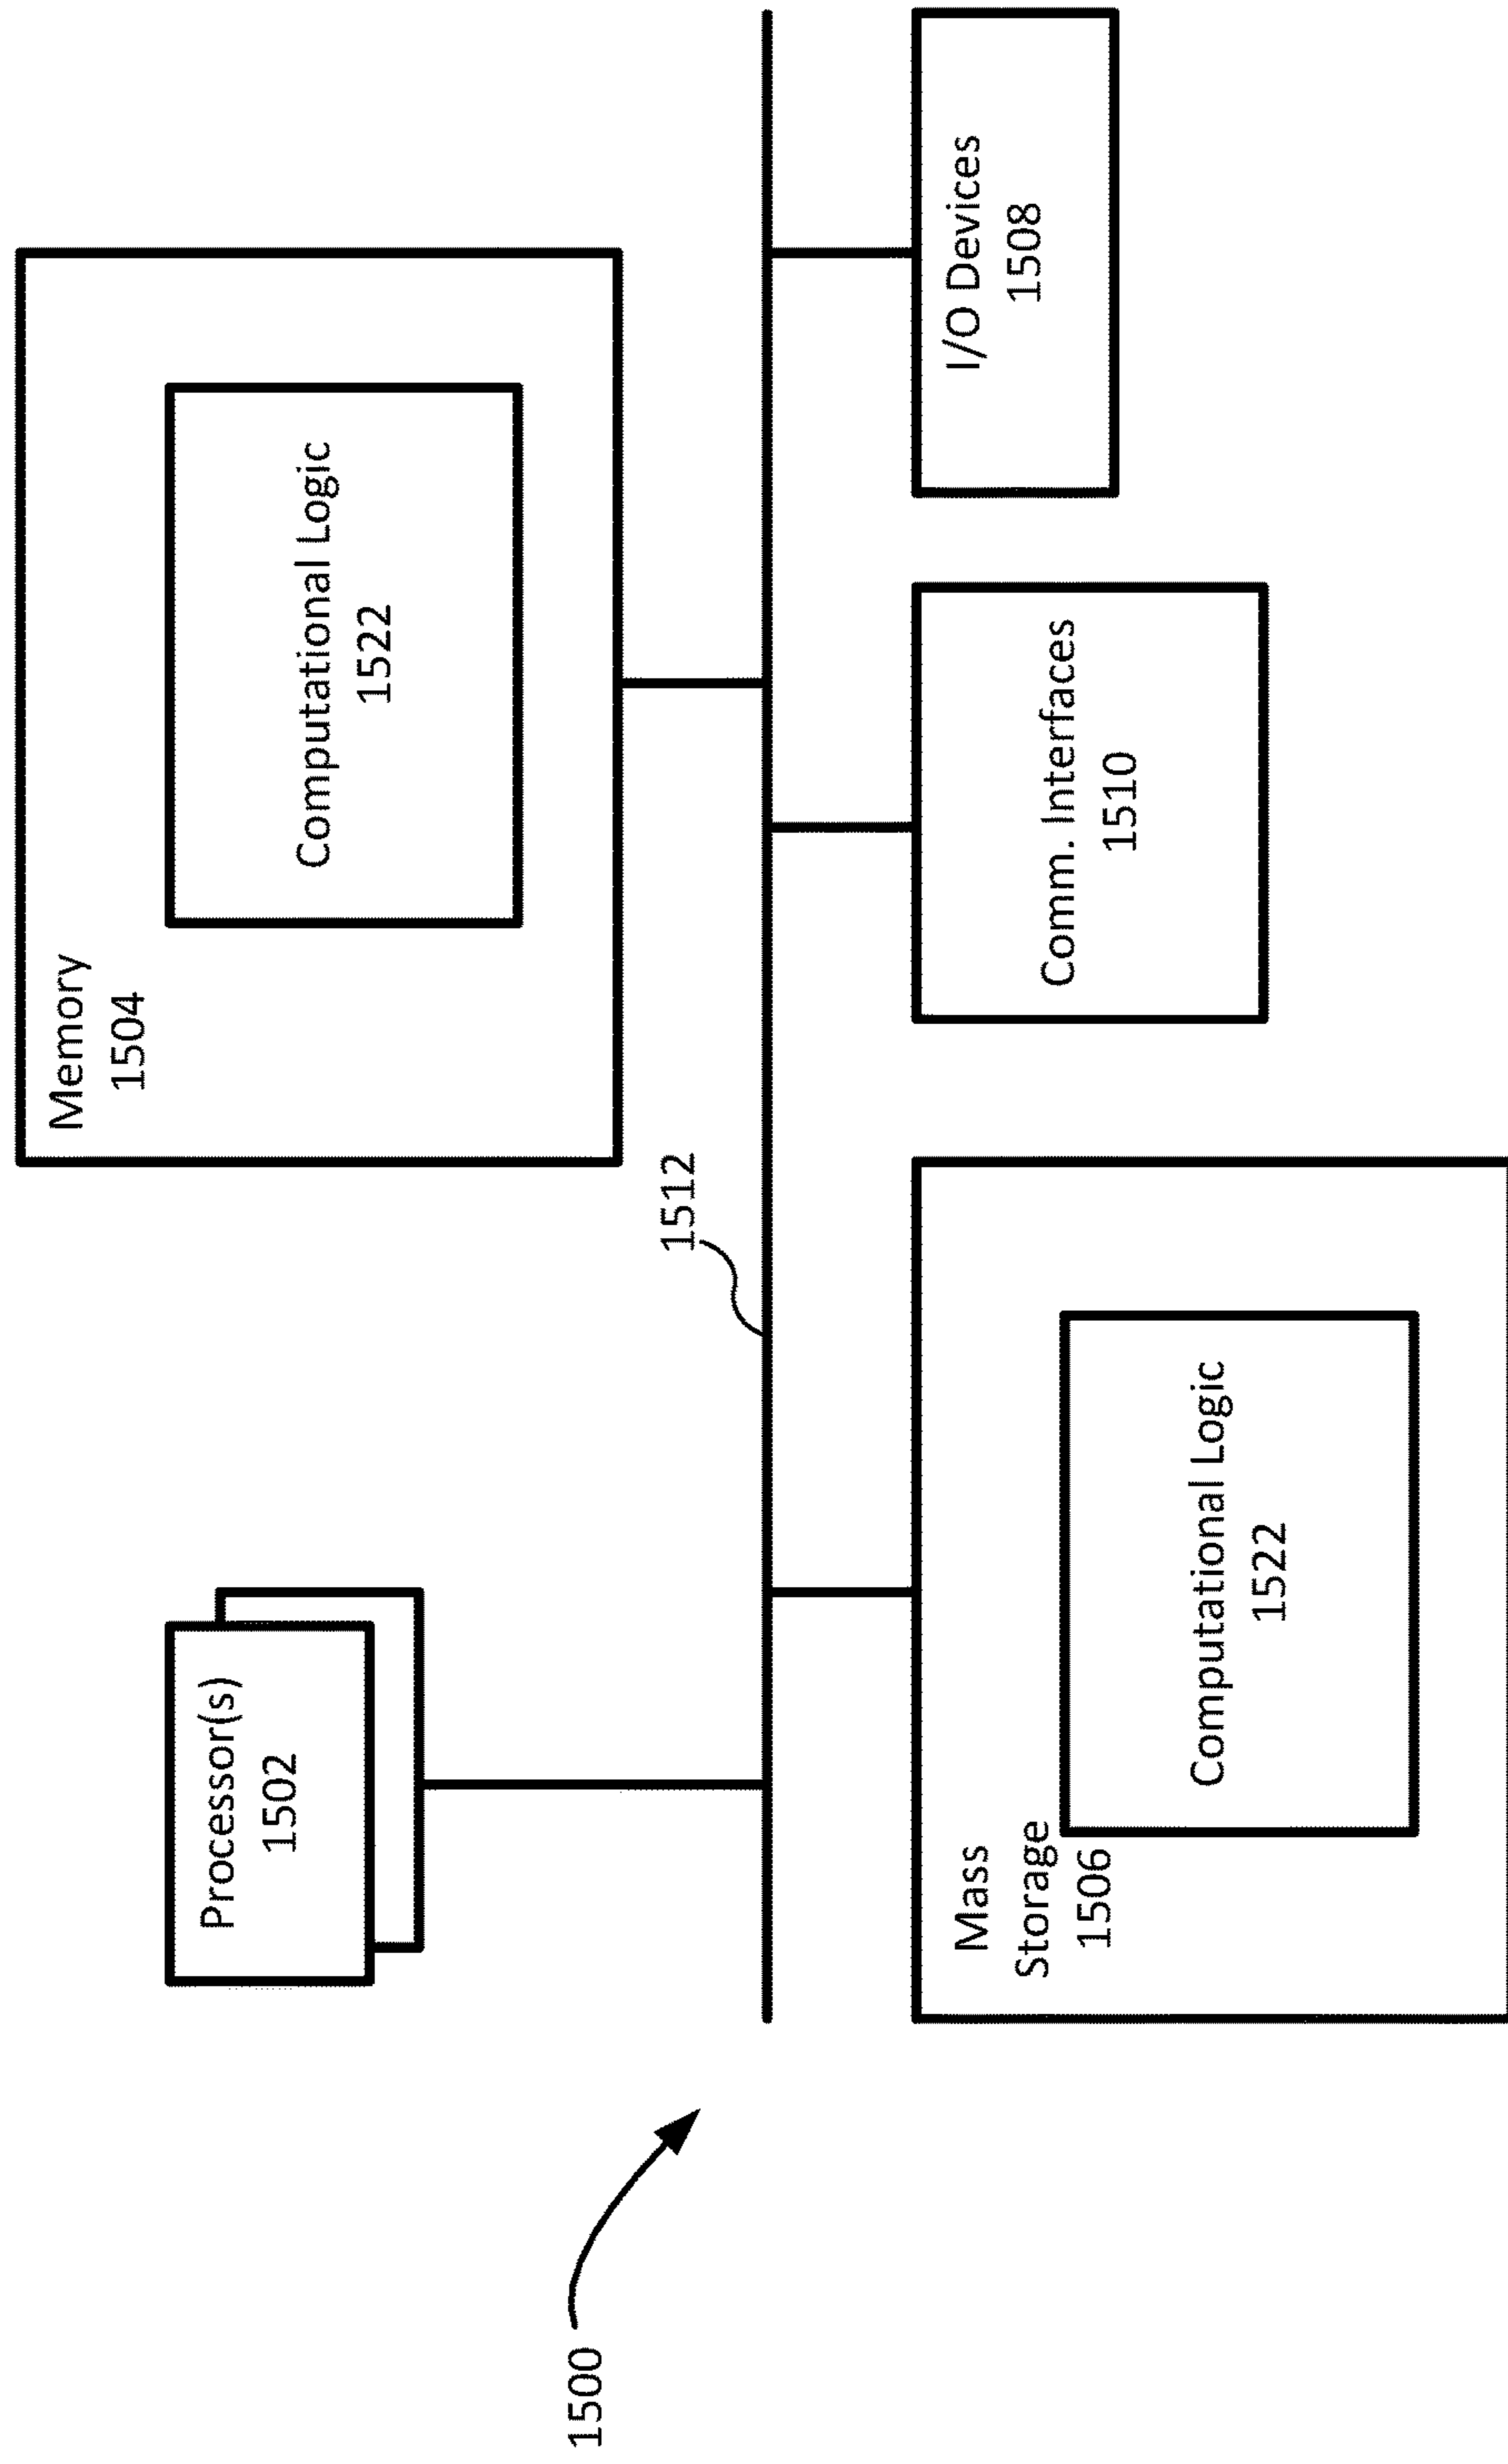 Processor(s)
1502
Memory
1504
Computational Logic
1522
1512
Mass
Storage
1506
Computational Logic
1522
Comm. Interfaces
1510
I/O Devices
1508
1500